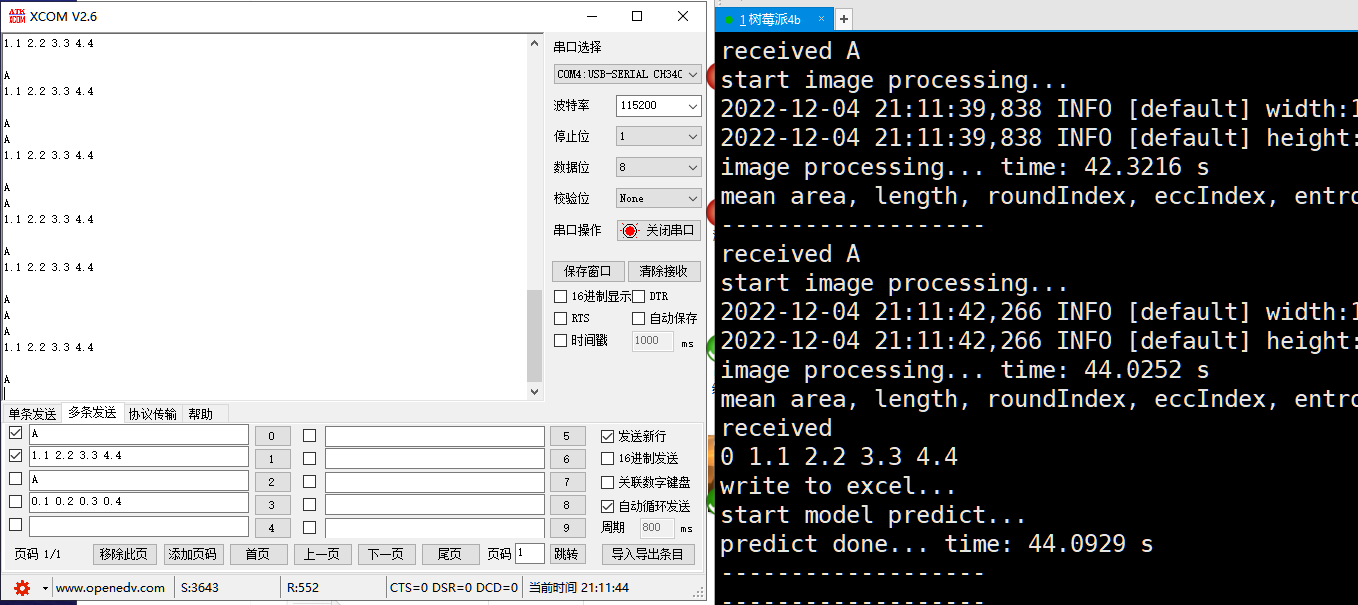 ATK XCOM XCOM V2.6
1.1 2.2 3.3 4.4
A
1.1 2.2 3.3 4.4
A
A
1.1 2.2 3.3 4.4
A
A
1.1 2.2 3.3 4.4
A
1.1 2.2 3.3 4.4
A
A
A
1.1 2.2 3.3 4.4
A
串口选择
COM4:USB-SERIAL CH340
波特率 115200
停止位 1
数据位 8
校验位 None
串口操作 关闭串口
保存窗口 清除接收
16进制显示 DTR
RTS 自动保存
时间戳 1000 ms
单条发送 多条发送 协议传输 帮助
A 0 5 发送新行
1.1 2.2 3.3 4.4 1 6 16进制发送
A 2 7 关联数字键盘
0.1 0.2 0.3 0.4 3 8 自动循环发送
4 9 周期 800 ms
页码 1/1 移除此页 添加页码 首页 上一页 下一页 尾页 页码 1 跳转 导入导出条目
www.openedv.com S:3643 R:552 CTS=0 DSR=0 DCD=0 当前时间 21:11:44
1 树莓派4b × +
received A
start image processing...
2022-12-04 21:11:39,838 INFO [default] width:1
2022-12-04 21:11:39,838 INFO [default] height:
image processing... time: 42.3216 s
mean area, length, roundIndex, eccIndex, entro
-------------------
received A
start image processing...
2022-12-04 21:11:42,266 INFO [default] width:1
2022-12-04 21:11:42,266 INFO [default] height:
image processing... time: 44.0252 s
mean area, length, roundIndex, eccIndex, entro
received
0 1.1 2.2 3.3 4.4
write to excel...
start model predict...
predict done... time: 44.0929 s
-------------------
-------------------